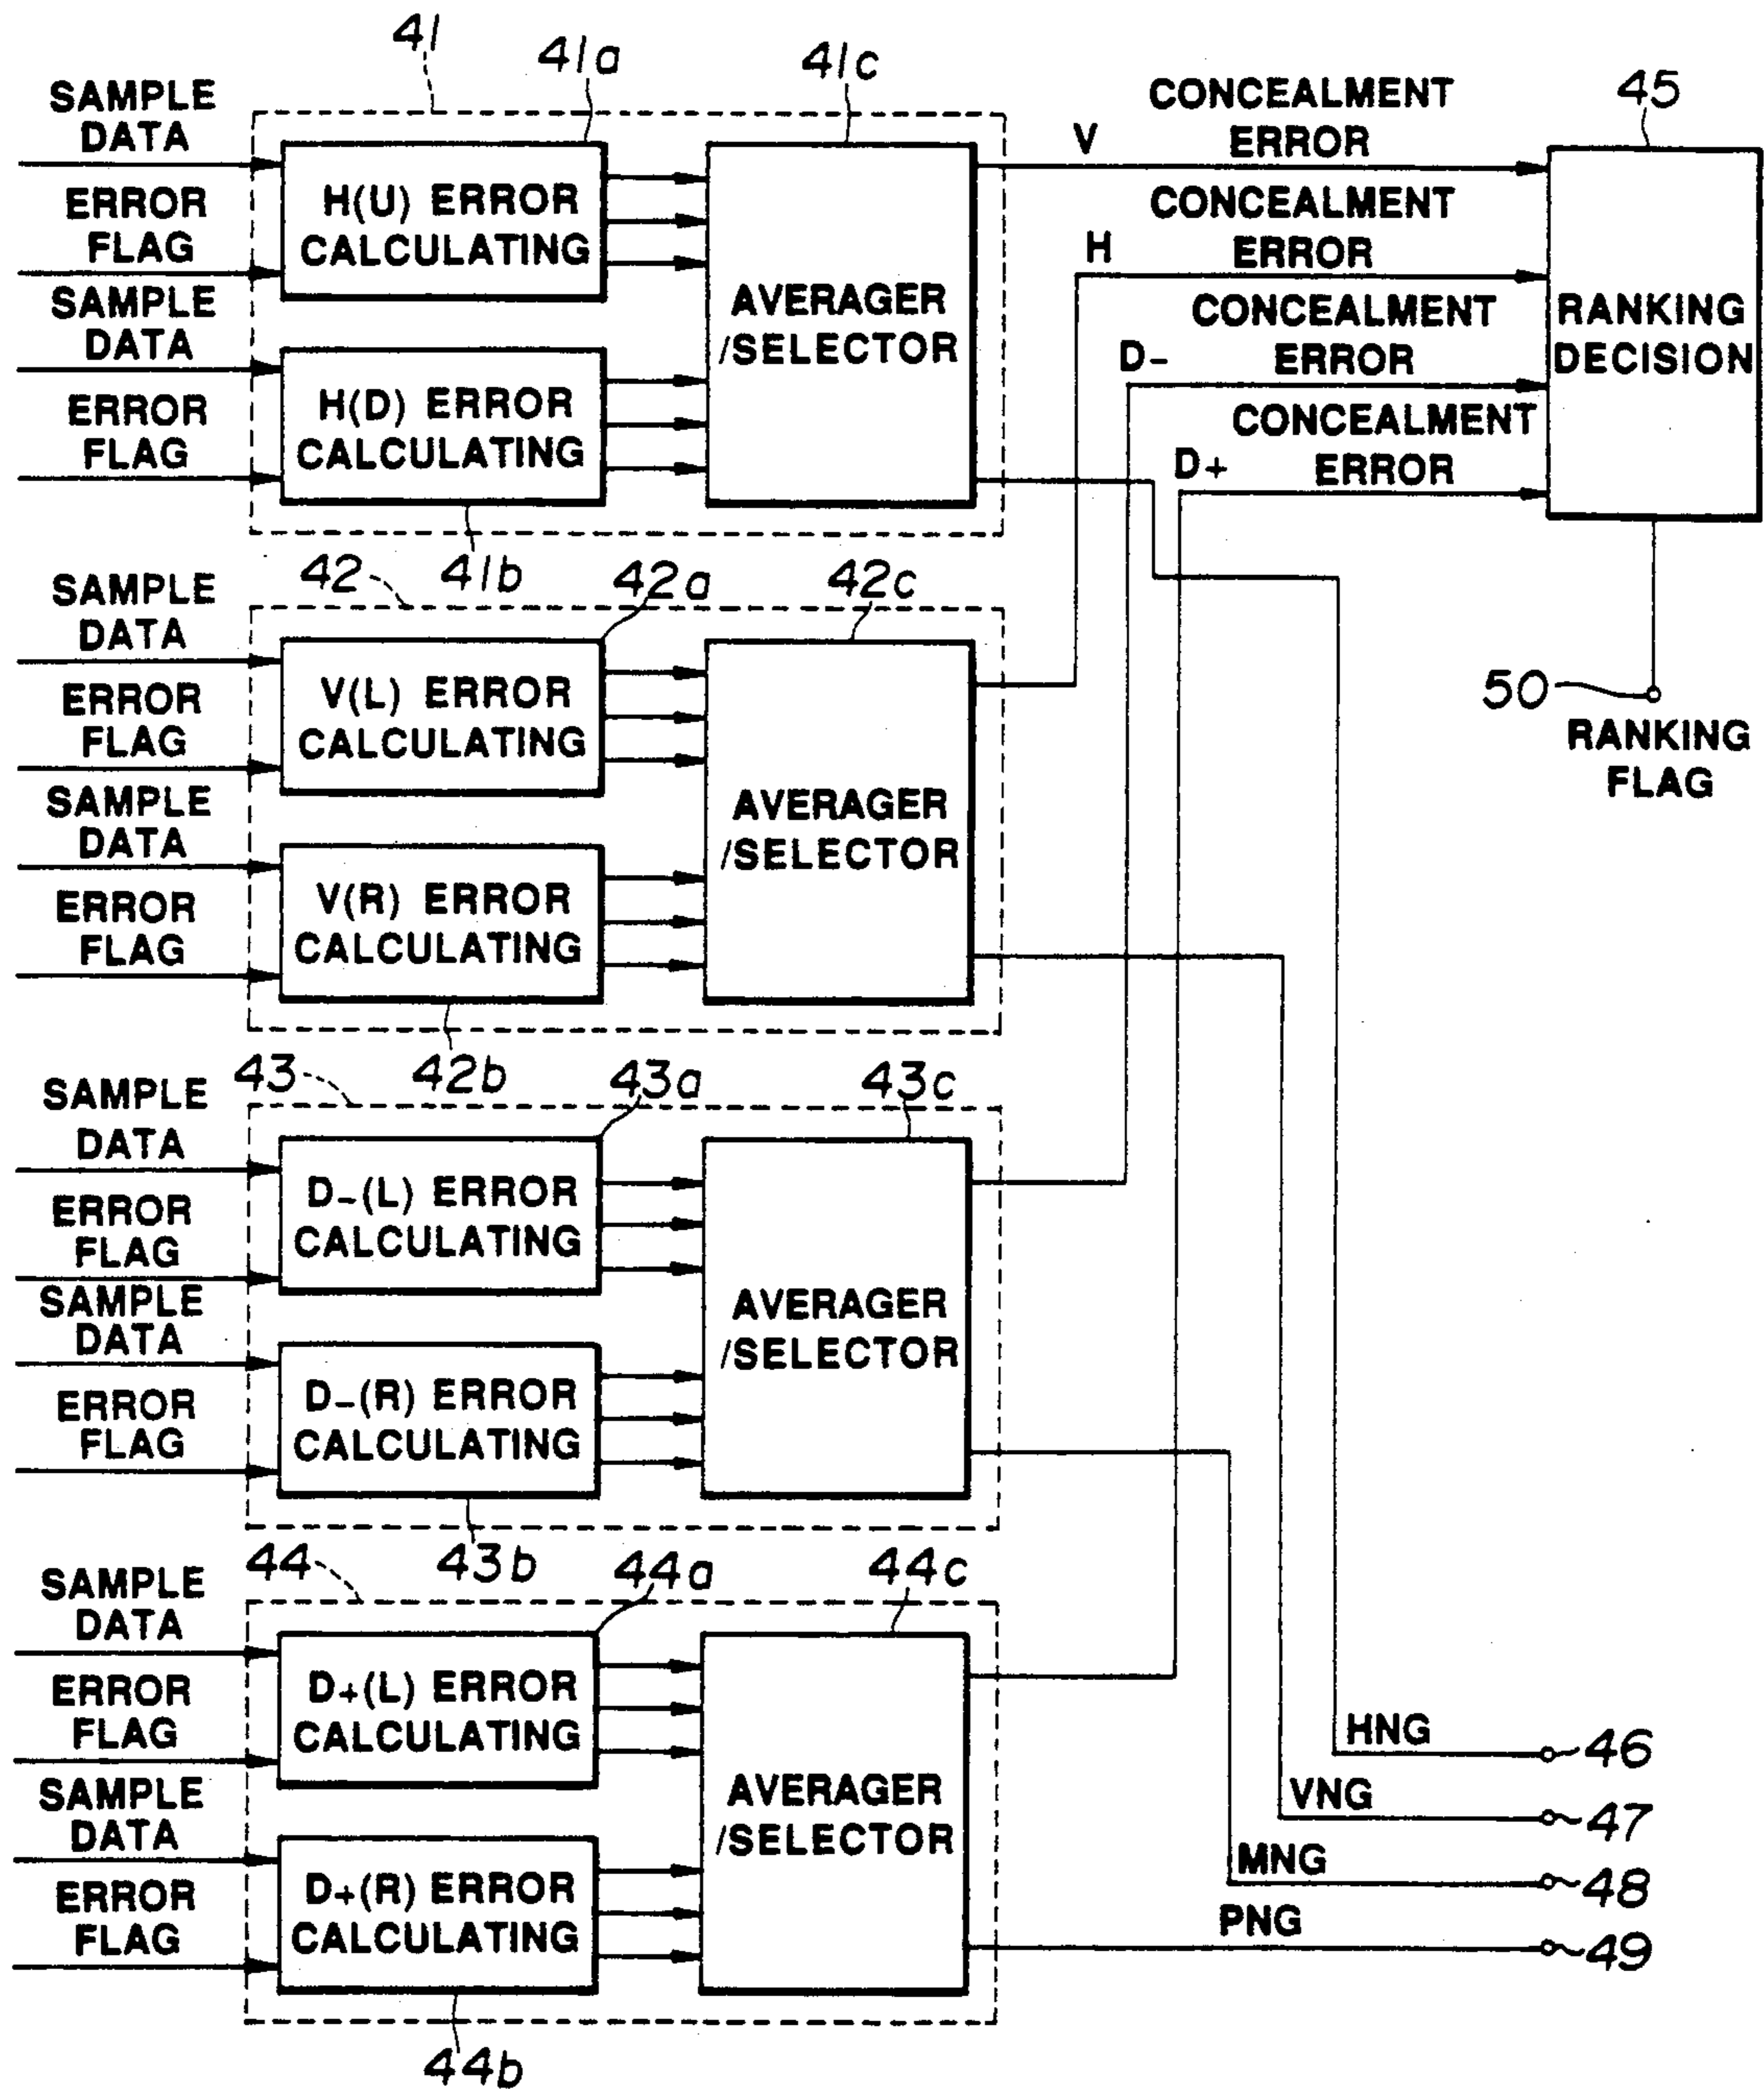 41
41a
41c
45
SAMPLE
DATA
ERROR
FLAG
SAMPLE
DATA
ERROR
FLAG
H(U) ERROR
CALCULATING
H(D) ERROR
CALCULATING
AVERAGER
/SELECTOR
41b
V
CONCEALMENT
ERROR
H
CONCEALMENT
ERROR
D-
CONCEALMENT
ERROR
D+
CONCEALMENT
ERROR
RANKING
DECISION
50
RANKING
FLAG
42
42a
42c
SAMPLE
DATA
ERROR
FLAG
SAMPLE
DATA
ERROR
FLAG
V(L) ERROR
CALCULATING
V(R) ERROR
CALCULATING
AVERAGER
/SELECTOR
42b
43
43a
43c
SAMPLE
DATA
ERROR
FLAG
SAMPLE
DATA
ERROR
FLAG
D-(L) ERROR
CALCULATING
D-(R) ERROR
CALCULATING
AVERAGER
/SELECTOR
43b
44
44a
44c
SAMPLE
DATA
ERROR
FLAG
SAMPLE
DATA
ERROR
FLAG
D+(L) ERROR
CALCULATING
D+(R) ERROR
CALCULATING
AVERAGER
/SELECTOR
44b
HNG
46
VNG
47
MNG
48
PNG
49